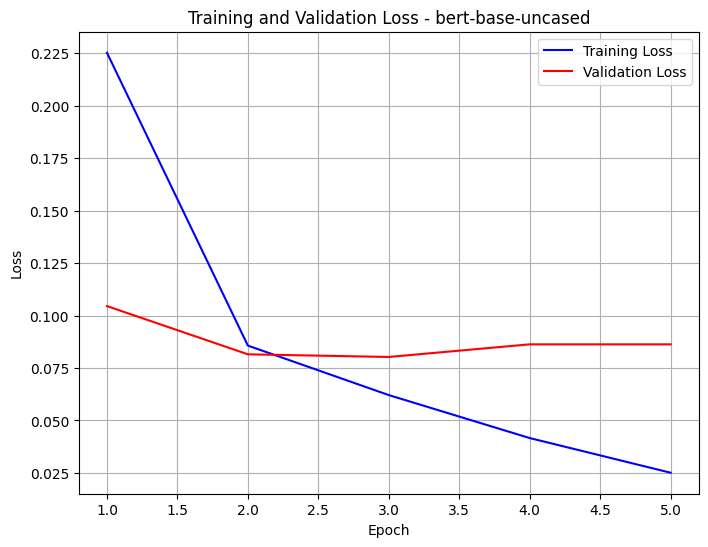 Training and Validation Loss - bert-base-uncased
Training Loss
Validation Loss
0.225
0.200
0.175
0.150
0.125
0.100
0.075
0.050
0.025
Loss
1.0 1.5 2.0 2.5 3.0 3.5 4.0 4.5 5.0
Epoch